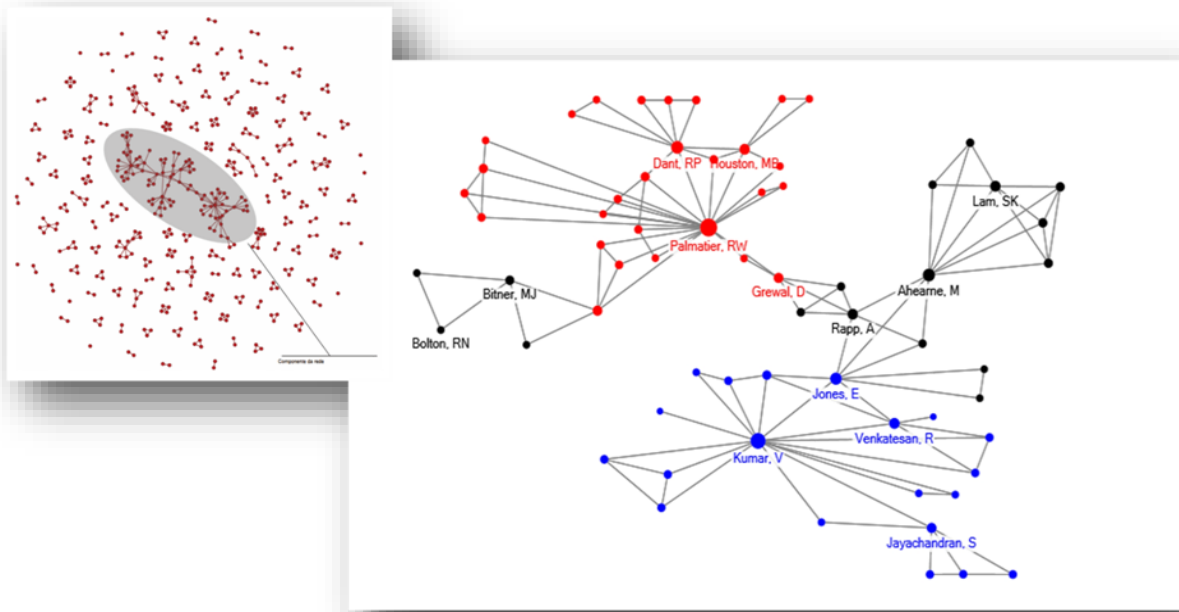 Componente da rede
Dant, RP
Houston, MB
Lam, SK
Palmatier, RW
Grewal, D
Ahearne, M
Bitner, MJ
Rapp, A
Bolton, RN
Jones, E
Venkatesan, R
Kumar, V
Jayachandran, S